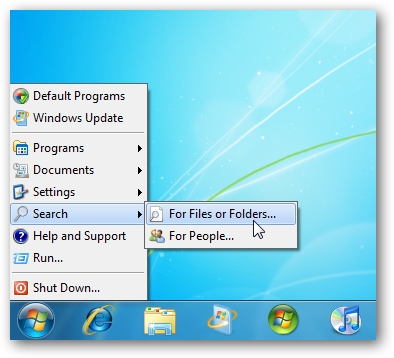 Default Programs
Windows Update
Programs
Documents
Settings
Search
For Files or Folders...
For People...
Help and Support
Run...
Shut Down...